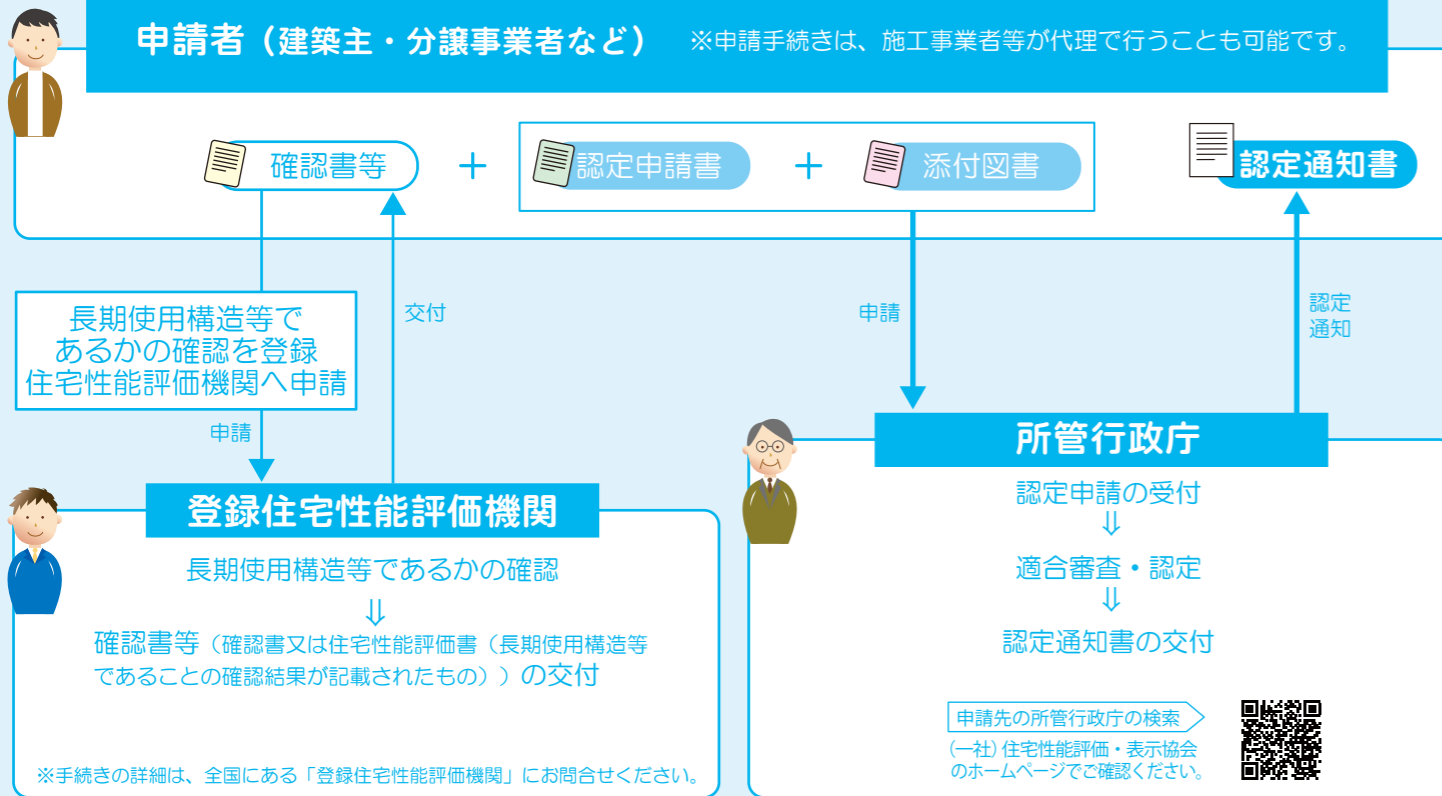 申請者（建築主・分譲事業者など） ※申請手続きは、施工事業者等が代理で行うことも可能です。
確認書等 ＋ 認定申請書 ＋ 添付図書 認定通知書
長期使用構造等で
あるかの確認を登録
住宅性能評価機関へ申請
申請
交付
申請
認定
通知
登録住宅性能評価機関
長期使用構造等であるかの確認
⇓
確認書等（確認書又は住宅性能評価書（長期使用構造等
であることの確認結果が記載されたもの））の交付
※手続きの詳細は、全国にある「登録住宅性能評価機関」にお問合せください。
所管行政庁
認定申請の受付
⇓
適合審査・認定
⇓
認定通知書の交付
申請先の所管行政庁の検索
（一社）住宅性能評価・表示協会
のホームページでご確認ください。